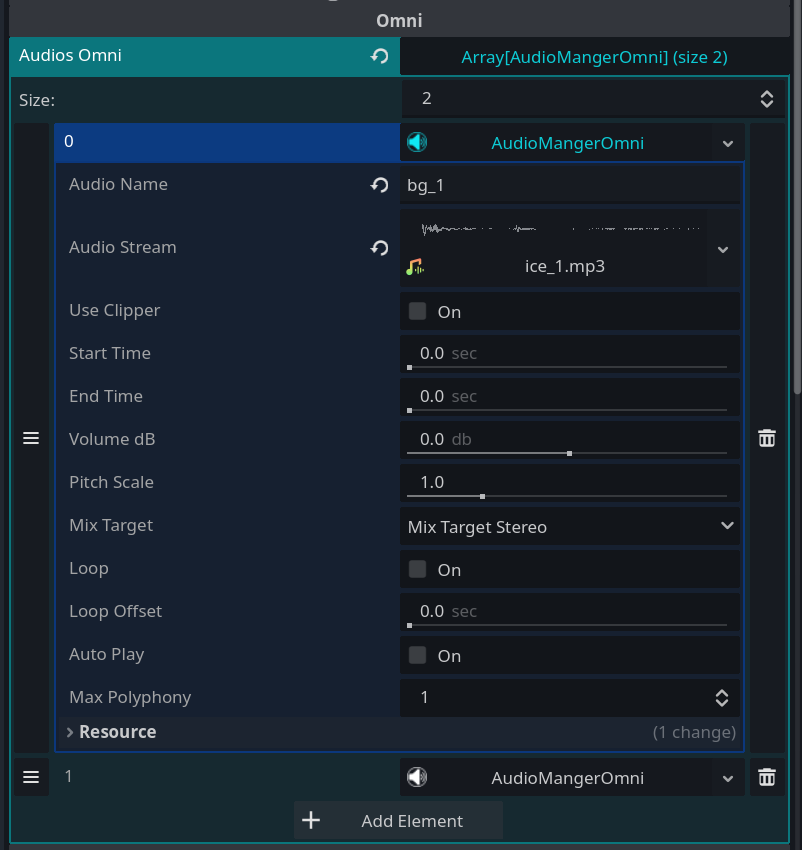 Omni
Audios Omni Array[AudioMangerOmni] (size 2)
Size: 2
0 AudioMangerOmni
Audio Name bg_1
Audio Stream ice_1.mp3
Use Clipper On
Start Time 0.0 sec
End Time 0.0 sec
Volume dB 0.0 db
Pitch Scale 1.0
Mix Target Mix Target Stereo
Loop On
Loop Offset 0.0 sec
Auto Play On
Max Polyphony 1
Resource (1 change)
1 AudioMangerOmni
Add Element